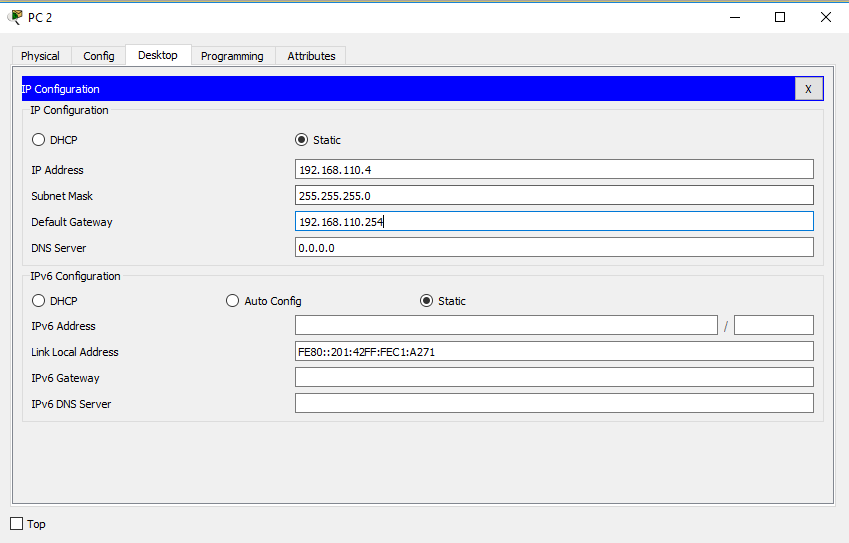 PC 2
Physical Config Desktop Programming Attributes
IP Configuration X
IP Configuration
DHCP Static
IP Address 192.168.110.4
Subnet Mask 255.255.255.0
Default Gateway 192.168.110.254
DNS Server 0.0.0.0
IPv6 Configuration
DHCP Auto Config Static
IPv6 Address /
Link Local Address FE80::201:42FF:FEC1:A271
IPv6 Gateway
IPv6 DNS Server
Top